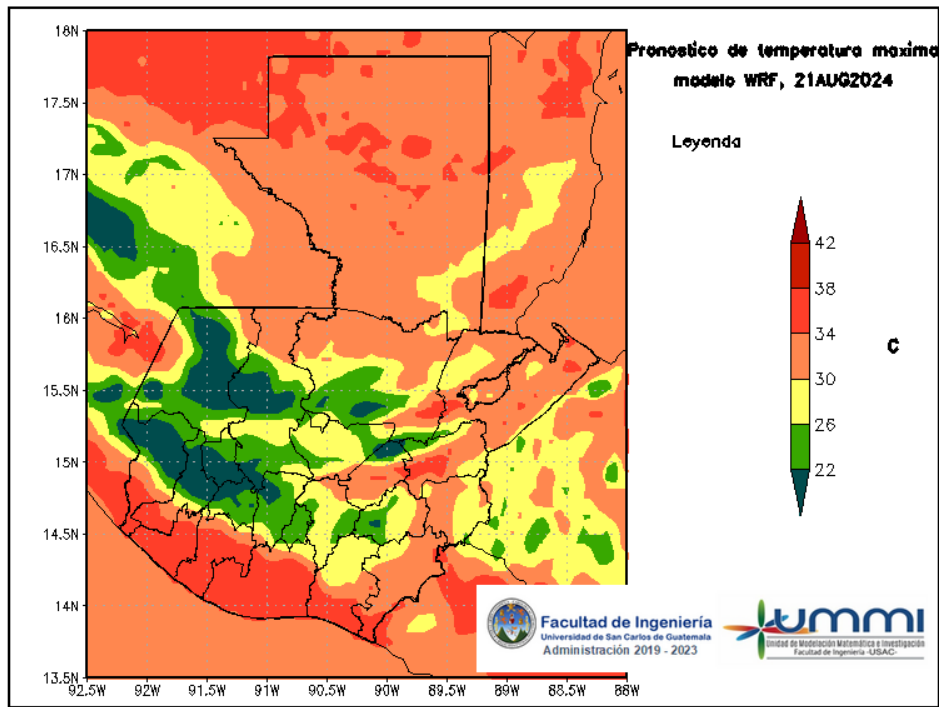 Pronostico de temperatura maxima
modelo WRF, 21AUG2024
Leyenda
42
38
34
30
26
22
C
18N
17.5N
17N
16.5N
16N
15.5N
15N
14.5N
14N
13.5N
92.5W
92W
91.5W
91W
90.5W
90W
89.5W
89W
88.5W
88W
Facultad de Ingeniería
Universidad de San Carlos de Guatemala
Administración 2019 - 2023
UMMI
Unidad de Modelación Matemática e Investigación
Facultad de Ingeniería -USAC-